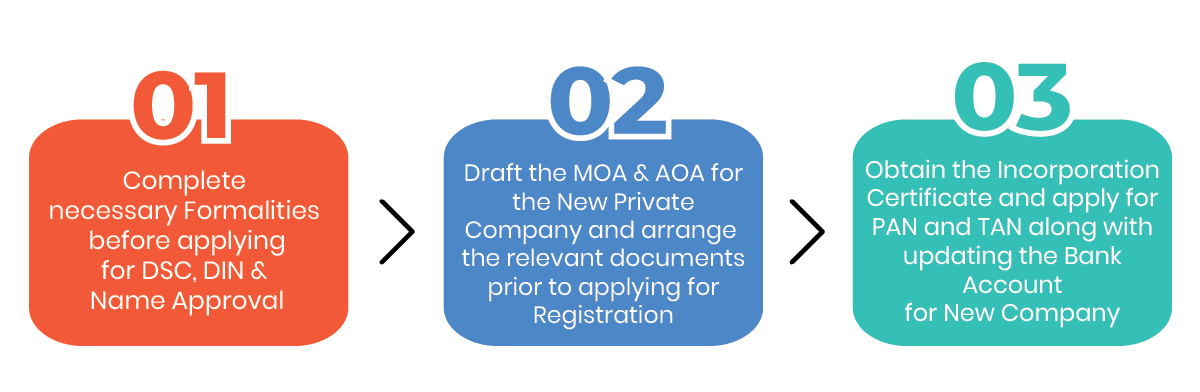 01
Complete
necessary Formalities
before applying
for DSC, DIN &
Name Approval
02
Draft the MOA & AOA for
the New Private
Company and arrange
the relevant documents
prior to applying for
Registration
03
Obtain the Incorporation
Certificate and apply for
PAN and TAN along with
updating the Bank
Account
for New Company